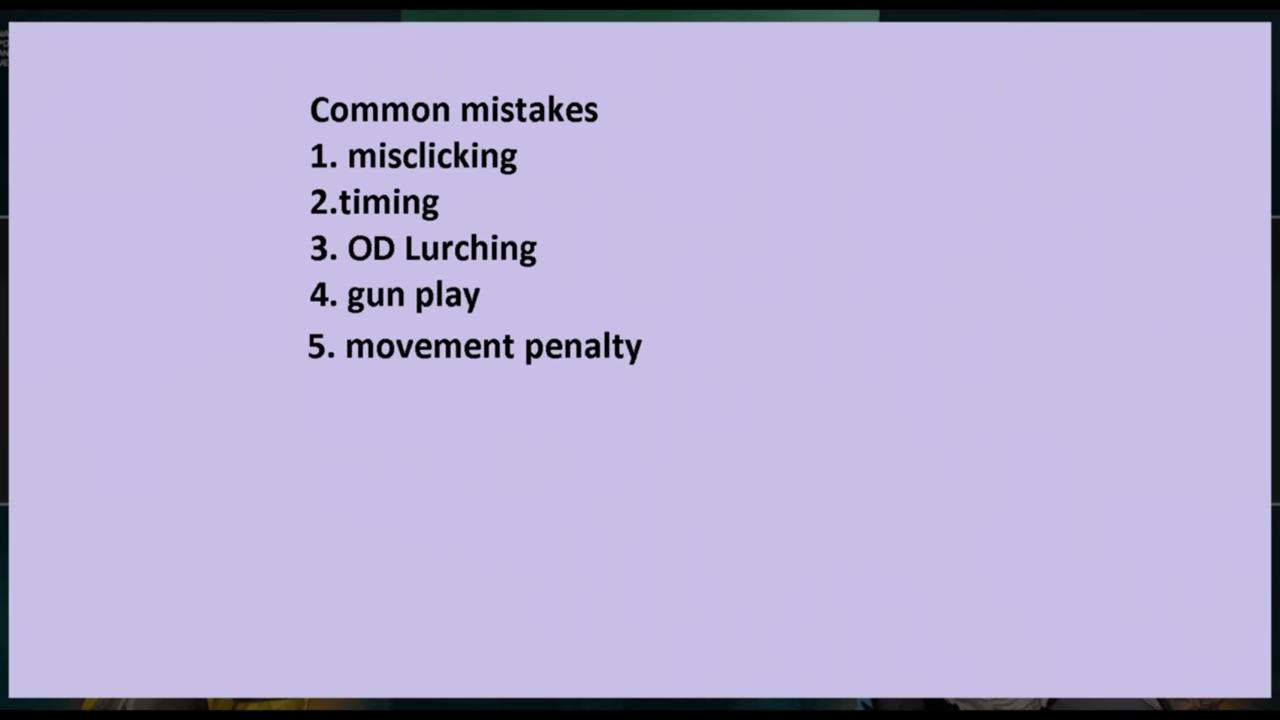 Common mistakes
1. misclicking
2.timing
3. OD Lurching
4. gun play
5. movement penalty